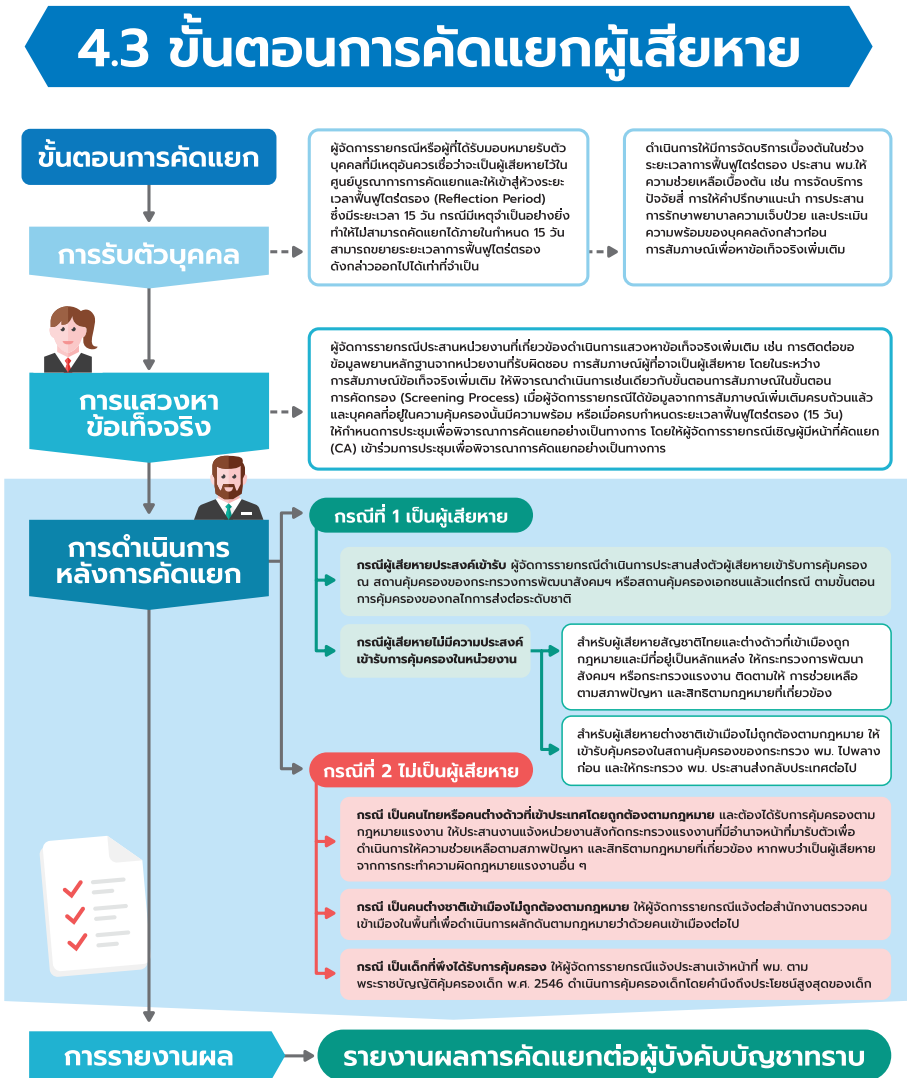 4.3 ขั้นตอนการคัดแยกผู้เสียหาย
ขั้นตอนการคัดแยก
การรับตัวบุคคล
ผู้จัดการรายกรณีหรือผู้ที่ได้รับมอบหมายรับตัว
บุคคลที่มีเหตุอันควรเชื่อว่าจะเป็นผู้เสียหายไว้ใน
ศูนย์บูรณาการการคัดแยกและให้เข้าสู่ห้วงระยะ
เวลาฟื้นฟูไตร่ตรอง (Reflection Period)
ซึ่งมีระยะเวลา 15 วัน กรณีมีเหตุจำเป็นอย่างยิ่ง
ทำให้ไม่สามารถคัดแยกได้ภายในกำหนด 15 วัน
สามารถขยายระยะเวลาการฟื้นฟูไตร่ตรอง
ดังกล่าวออกไปได้เท่าที่จำเป็น
ดำเนินการให้มีการจัดบริการเบื้องต้นในช่วง
ระยะเวลาการฟื้นฟูไตร่ตรอง ประสาน พม.ให้
ความช่วยเหลือเบื้องต้น เช่น การจัดบริการ
ปัจจัยสี่ การให้คำปรึกษาแนะนำ การประสาน
การรักษาพยาบาลความเจ็บป่วย และประเมิน
ความพร้อมของบุคคลดังกล่าวก่อน
การสัมภาษณ์เพื่อหาข้อเท็จจริงเพิ่มเติม
การแสวงหา
ข้อเท็จจริง
ผู้จัดการรายกรณีประสานหน่วยงานที่เกี่ยวข้องดำเนินการแสวงหาข้อเท็จจริงเพิ่มเติม เช่น การติดต่อขอ
ข้อมูลพยานหลักฐานจากหน่วยงานที่รับผิดชอบ การสัมภาษณ์ผู้ที่อาจเป็นผู้เสียหาย โดยในระหว่าง
การสัมภาษณ์ข้อเท็จจริงเพิ่มเติม ให้พิจารณาดำเนินการเช่นเดียวกับขั้นตอนการสัมภาษณ์ในขั้นตอน
การคัดกรอง (Screening Process) เมื่อผู้จัดการรายกรณีได้ข้อมูลจากการสัมภาษณ์เพิ่มเติมครบถ้วนแล้ว
และบุคคลที่อยู่ในความคุ้มครองนั้นมีความพร้อม หรือเมื่อครบกำหนดระยะเวลาฟื้นฟูไตร่ตรอง (15 วัน)
ให้กำหนดการประชุมเพื่อพิจารณาการคัดแยกอย่างเป็นทางการ โดยให้ผู้จัดการรายกรณีเชิญผู้มีหน้าที่คัดแยก
(CA) เข้าร่วมการประชุมเพื่อพิจารณาการคัดแยกอย่างเป็นทางการ
การดำเนินการ
หลังการคัดแยก
กรณีที่ 1 เป็นผู้เสียหาย
กรณีผู้เสียหายประสงค์เข้ารับ ผู้จัดการรายกรณีดำเนินการประสานส่งตัวผู้เสียหายเข้ารับการคุ้มครอง
ณ สถานคุ้มครองของกระทรวงการพัฒนาสังคมฯ หรือสถานคุ้มครองเอกชนแล้วแต่กรณี ตามขั้นตอน
การคุ้มครองของกลไกการส่งต่อระดับชาติ
กรณีผู้เสียหายไม่มีความประสงค์
เข้ารับการคุ้มครองในหน่วยงาน
สำหรับผู้เสียหายสัญชาติไทยและต่างด้าวที่เข้าเมืองถูก
กฎหมายและมีที่อยู่เป็นหลักแหล่ง ให้กระทรวงการพัฒนา
สังคมฯ หรือกระทรวงแรงงาน ติดตามให้ การช่วยเหลือ
ตามสภาพปัญหา และสิทธิตามกฎหมายที่เกี่ยวข้อง
สำหรับผู้เสียหายต่างชาติเข้าเมืองไม่ถูกต้องตามกฎหมาย ให้
เข้ารับคุ้มครองในสถานคุ้มครองของกระทรวง พม. ไปพลาง
ก่อน และให้กระทรวง พม. ประสานส่งกลับประเทศต่อไป
กรณีที่ 2 ไม่เป็นผู้เสียหาย
กรณี เป็นคนไทยหรือคนต่างด้าวที่เข้าประเทศโดยถูกต้องตามกฎหมาย และต้องได้รับการคุ้มครองตาม
กฎหมายแรงงาน ให้ประสานงานแจ้งหน่วยงานสังกัดกระทรวงแรงงานที่มีอำนาจหน้าที่มารับตัวเพื่อ
ดำเนินการให้ความช่วยเหลือตามสภาพปัญหา และสิทธิตามกฎหมายที่เกี่ยวข้อง หากพบว่าเป็นผู้เสียหาย
จากการกระทำความผิดกฎหมายแรงงานอื่น ๆ
กรณี เป็นคนต่างชาติเข้าเมืองไม่ถูกต้องตามกฎหมาย ให้ผู้จัดการรายกรณีแจ้งต่อสำนักงานตรวจคน
เข้าเมืองในพื้นที่เพื่อดำเนินการผลักดันตามกฎหมายว่าด้วยคนเข้าเมืองต่อไป
กรณี เป็นเด็กที่พึงได้รับการคุ้มครอง ให้ผู้จัดการรายกรณีแจ้งประสานเจ้าหน้าที่ พม. ตาม
พระราชบัญญัติคุ้มครองเด็ก พ.ศ. 2546 ดำเนินการคุ้มครองเด็กโดยคำนึงถึงประโยชน์สูงสุดของเด็ก
การรายงานผล
รายงานผลการคัดแยกต่อผู้บังคับบัญชาทราบ